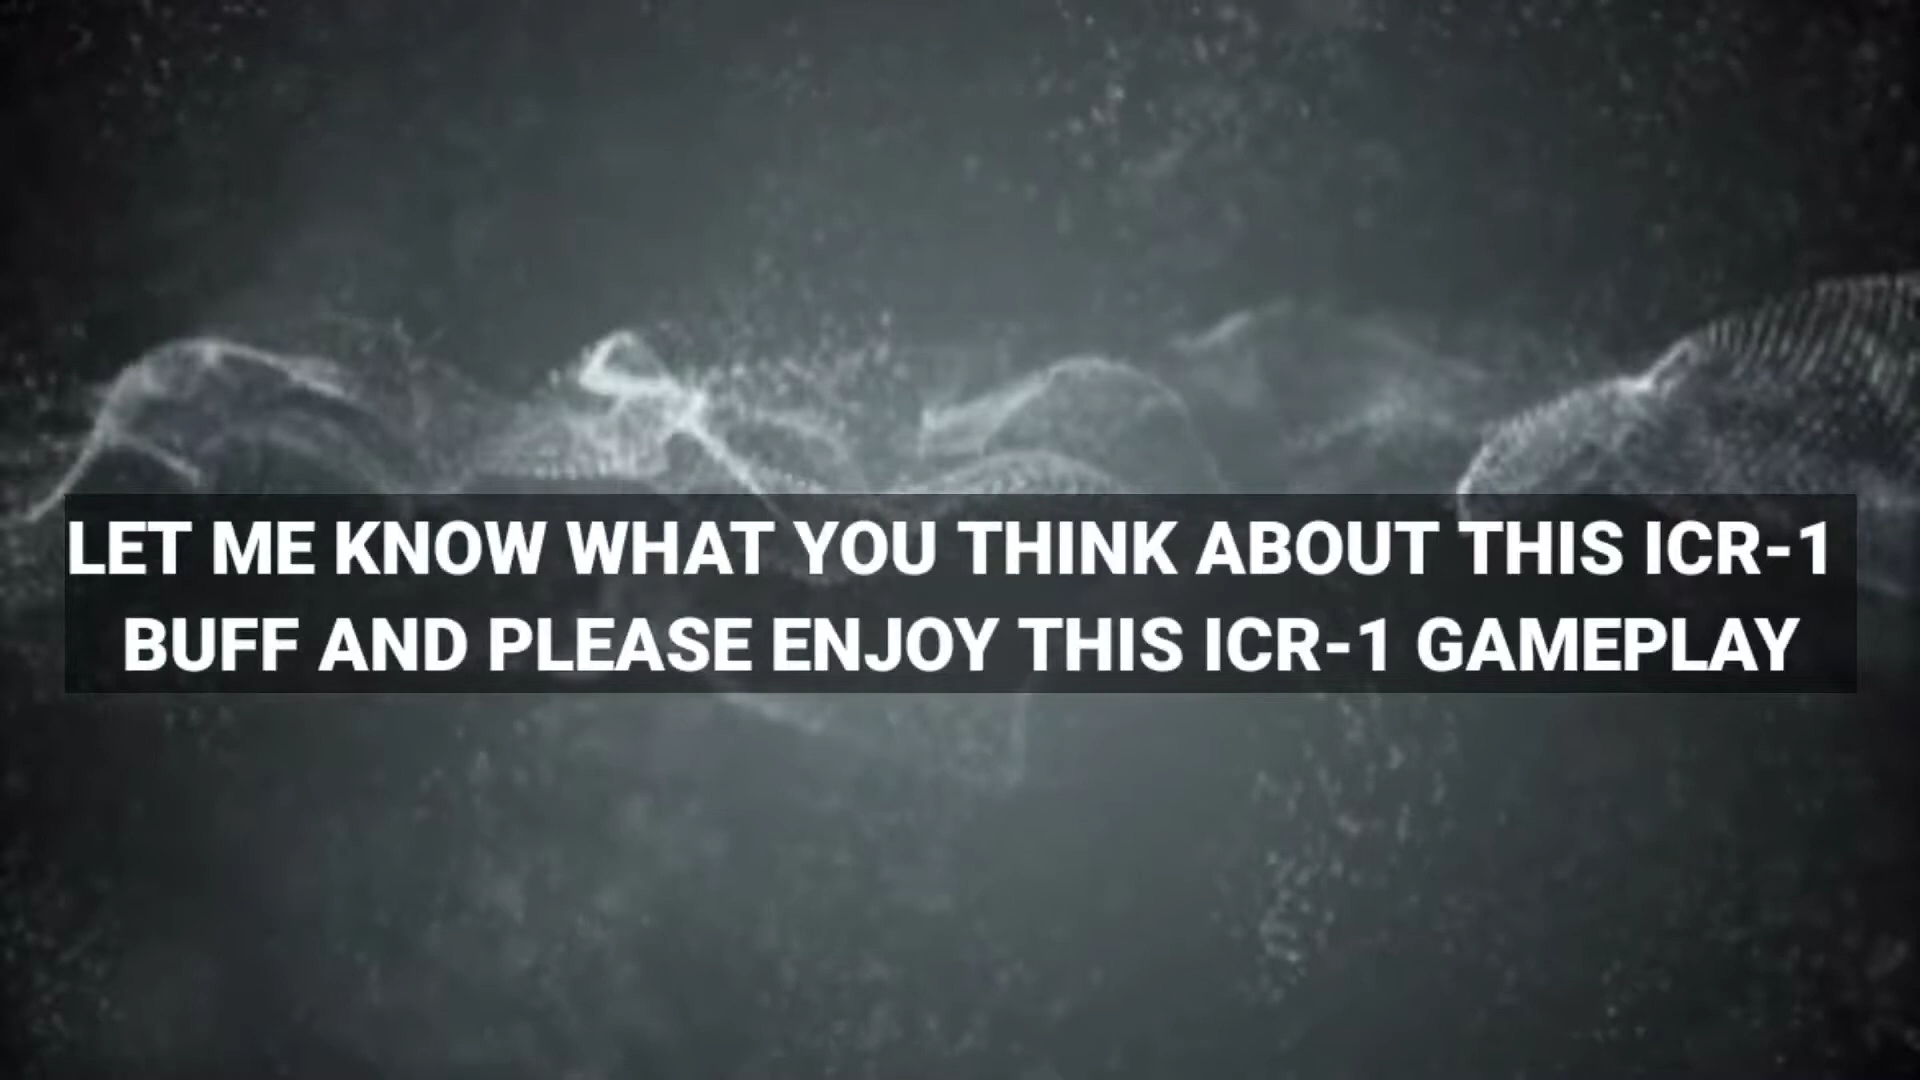 LET ME KNOW WHAT YOU THINK ABOUT THIS ICR-1
BUFF AND PLEASE ENJOY THIS ICR-1 GAMEPLAY